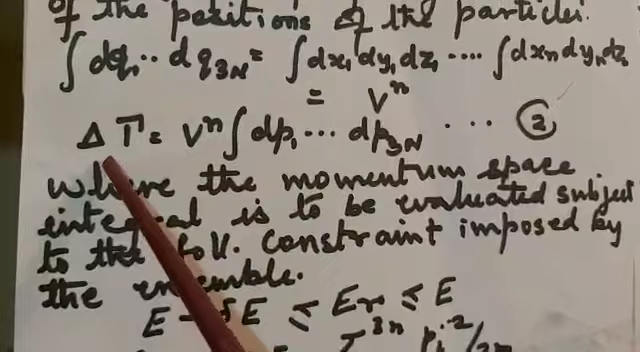 of the positions of the particles.
∫dq₁..dq₃N = ∫dx₁dy₁dz₁ .... ∫dxₙdyₙdz₂
= Vⁿ
ΔΓ = Vⁿ∫dp₁...dp₃N ... ②
where the momentum space
integral is to be evaluated subject
to the foll. constraint imposed by
the ensemble.
E - δE ≤ Er ≤ E